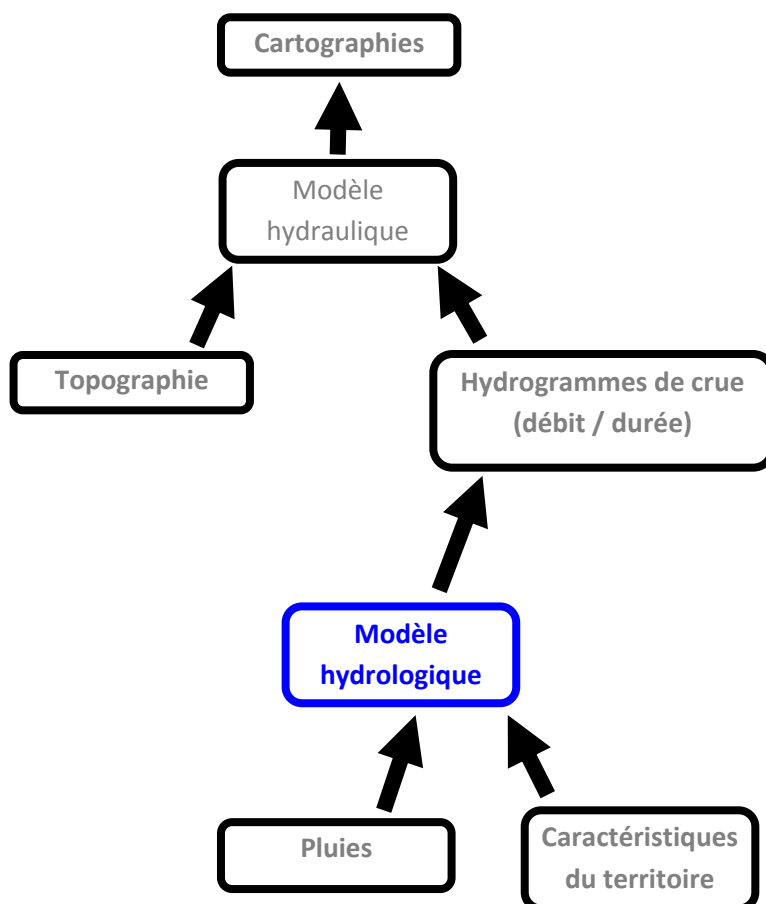 Cartographies
Modèle
hydraulique
Topographie
Hydrogrammes de crue
(débit / durée)
Modèle
hydrologique
Pluies
Caractéristiques
du territoire